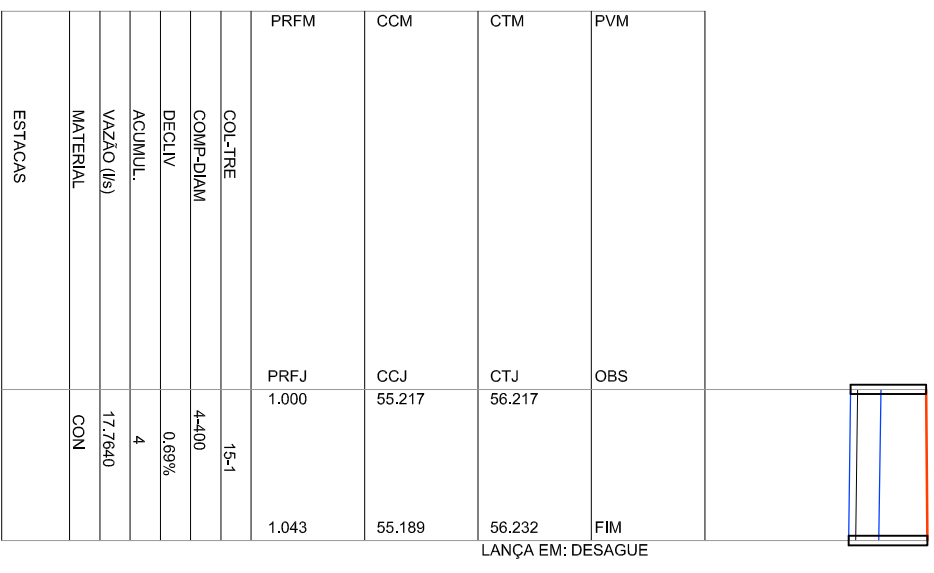 PRFM CCM CTM PVM
ESTACAS
MATERIAL
VAZÃO (l/s)
ACUMUL.
DECLIV
COMP-DIAM
COL-TRE
PRFJ CCJ CTJ OBS
1.000 55.217 56.217
CON
17.7640
4
0.69%
4-400
15-1
1.043 55.189 56.232 FIM
LANÇA EM: DESAGUE